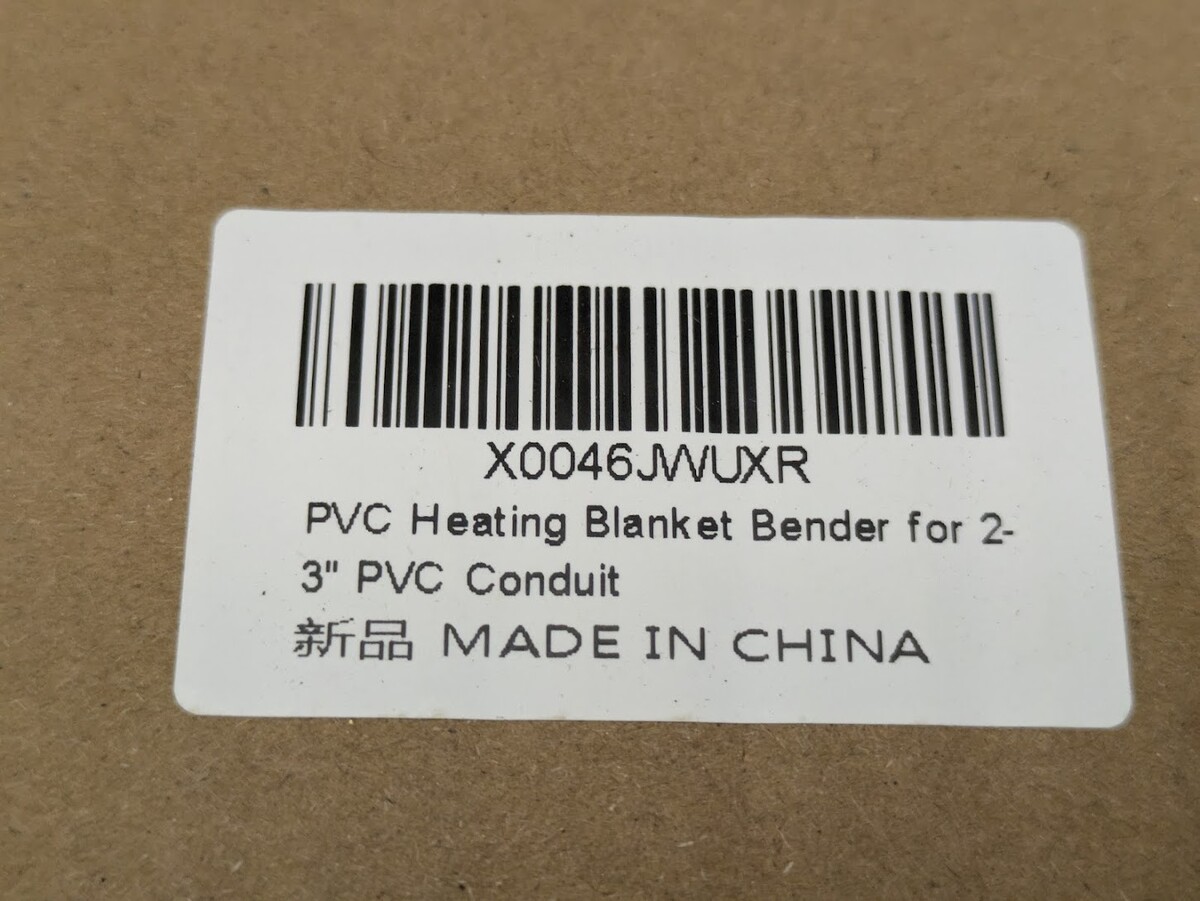 X0046JWUXR
PVC Heating Blanket Bender for 2-
3" PVC Conduit
新品 MADE IN CHINA